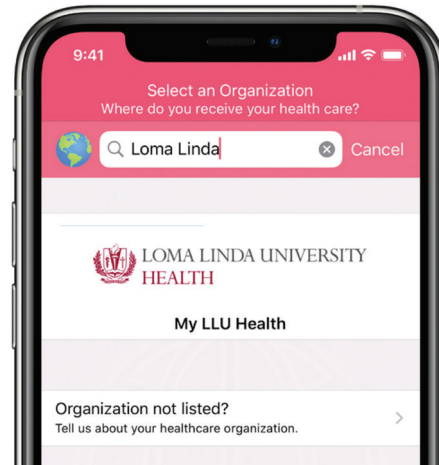 9:41
Select an Organization
Where do you receive your health care?
Loma Linda
Cancel
LOMA LINDA UNIVERSITY
HEALTH
My LLU Health
Organization not listed?
Tell us about your healthcare organization.